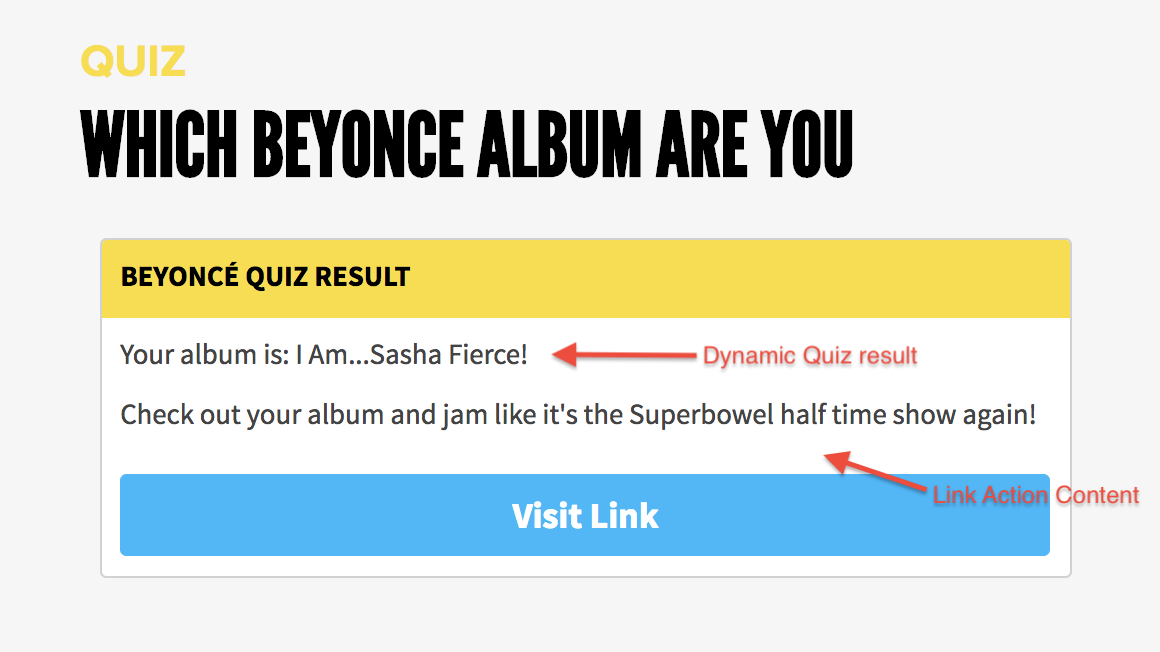 QUIZ
WHICH BEYONCE ALBUM ARE YOU
BEYONCÉ QUIZ RESULT
Your album is: I Am...Sasha Fierce!
Dynamic Quiz result
Check out your album and jam like it's the Superbowel half time show again!
Link Action Content
Visit Link